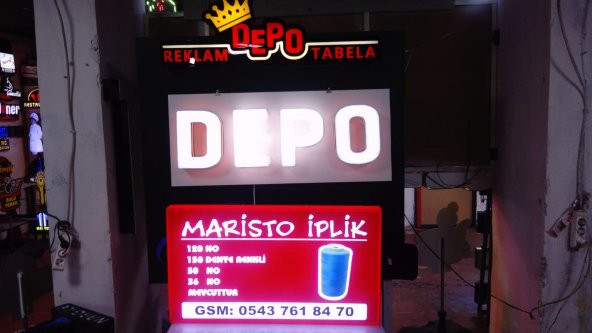 DEPO
REKLAM TABELA
DEPO
MARISTO İPLİK
120 NO
150 DENYE RENKLİ
50 NO
36 NO
MEVCUTTUR
GSM: 0543 761 84 70